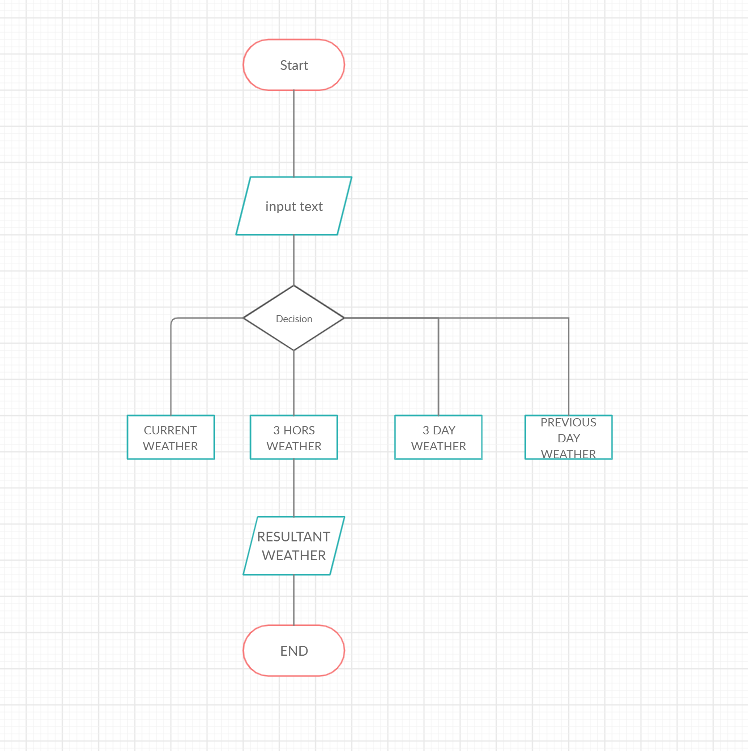 Start
input text
Decision
CURRENT
WEATHER
3 HORS
WEATHER
3 DAY
WEATHER
PREVIOUS
DAY
WEATHER
RESULTANT
WEATHER
END